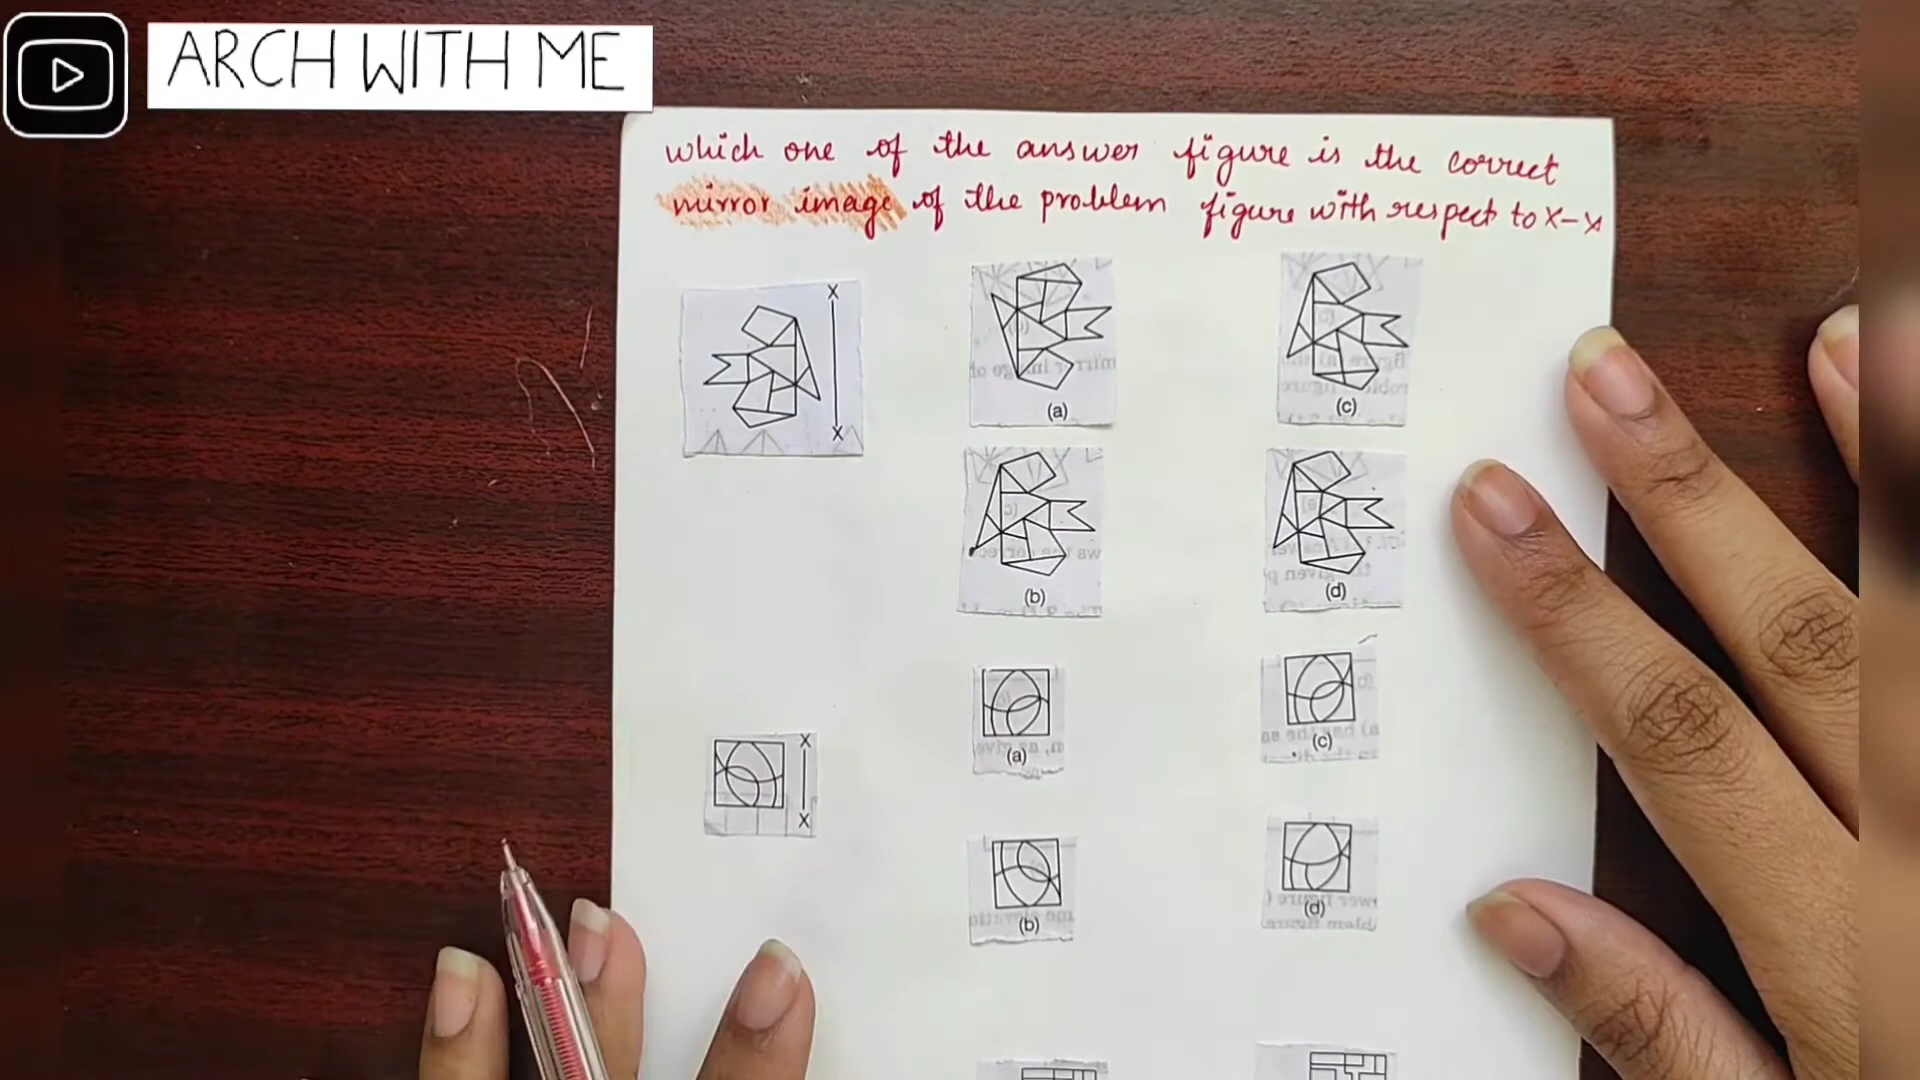 ARCH WITH ME
which one of the answer figure is the correct
mirror image of the problem figure with respect to X-X
X
X
(a)
(c)
(b)
(d)
X
X
(a)
(c)
(b)
(d)